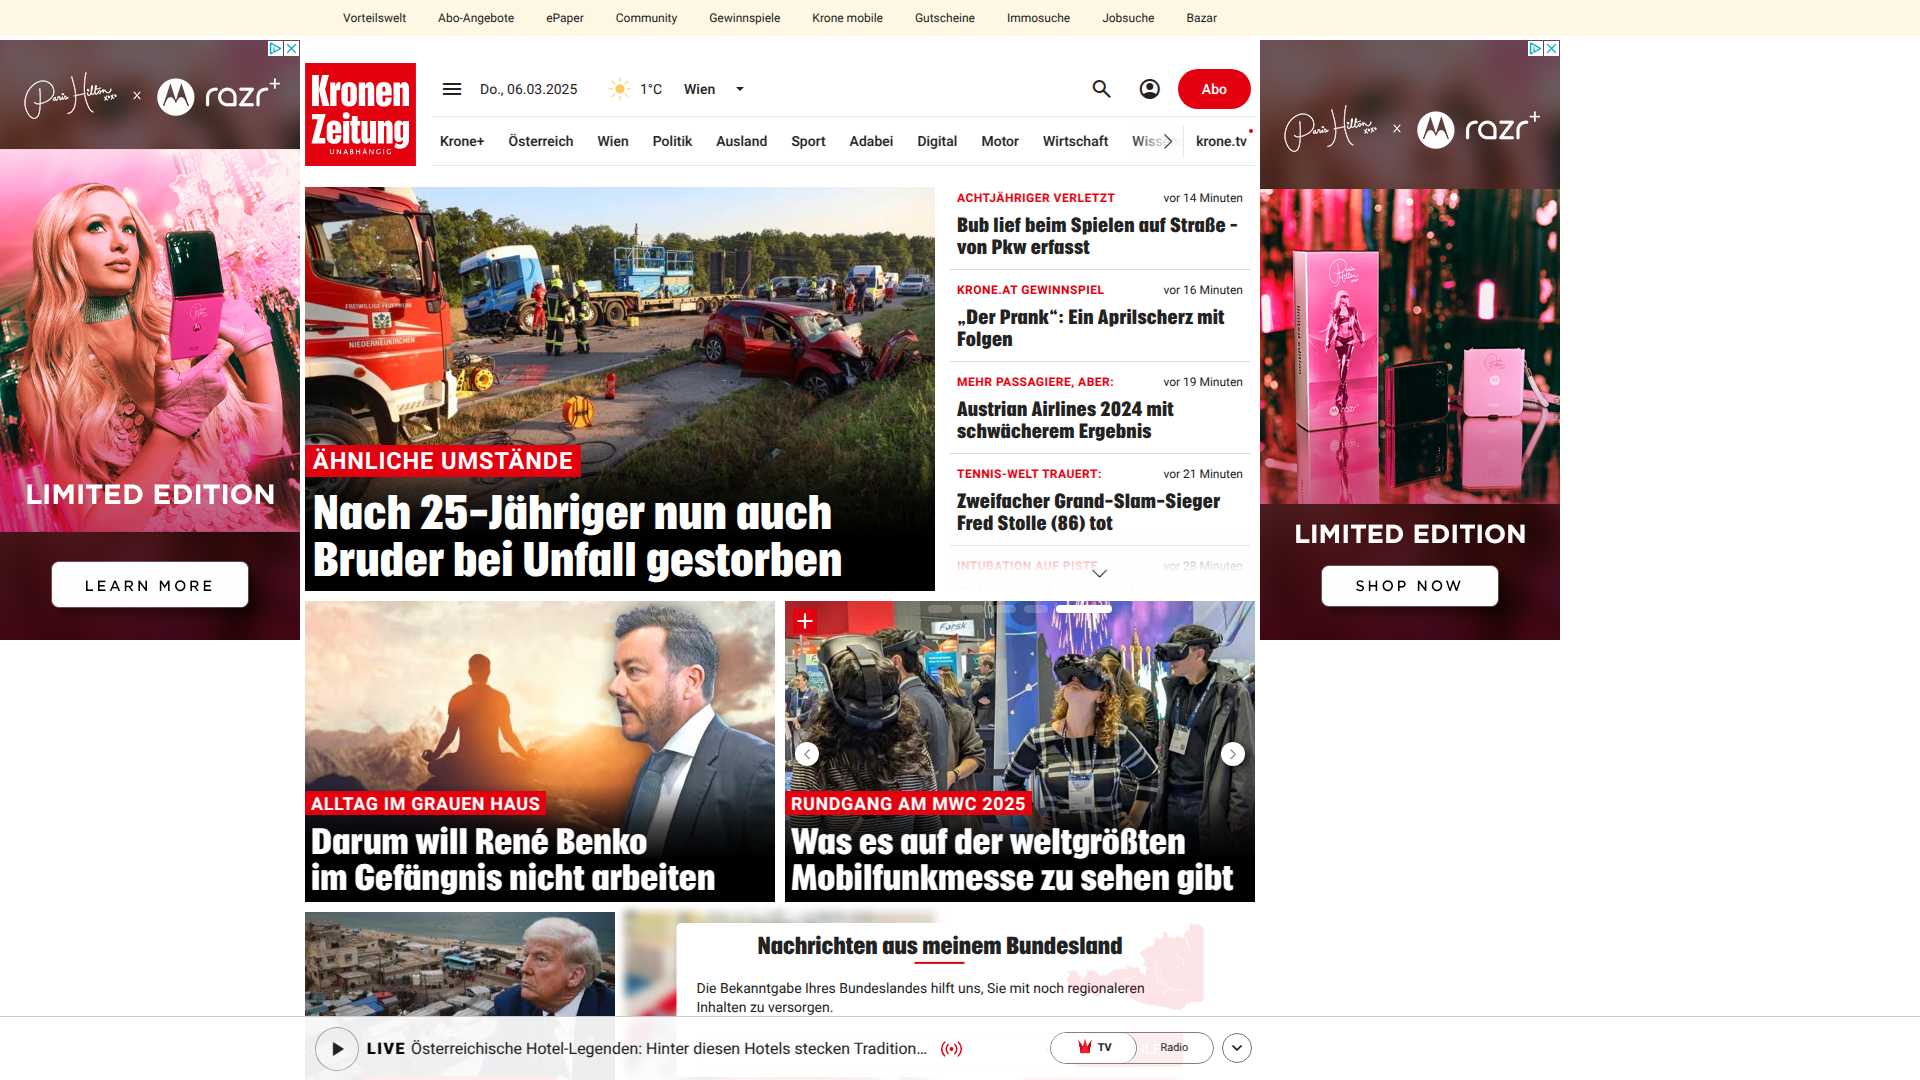 Vorteilswelt Abo-Angebote ePaper Community Gewinnspiele Krone mobile Gutscheine Immosuche Jobsuche Bazar
Paris Hilton xoxo x razr+
LIMITED EDITION
LEARN MORE
Kronen
Zeitung
UNABHÄNGIG
Do., 06.03.2025 1°C Wien
Abo
Krone+ Österreich Wien Politik Ausland Sport Adabei Digital Motor Wirtschaft krone.tv
FREIWILLIGE FEUERWEHR
NIEDERNEUKIRCHEN
ÄHNLICHE UMSTÄNDE
Nach 25-Jähriger nun auch
Bruder bei Unfall gestorben
ACHTJÄHRIGER VERLETZT vor 14 Minuten
Bub lief beim Spielen auf Straße -
von Pkw erfasst
KRONE.AT GEWINNSPIEL vor 16 Minuten
„Der Prank“: Ein Aprilscherz mit
Folgen
MEHR PASSAGIERE, ABER: vor 19 Minuten
Austrian Airlines 2024 mit
schwächerem Ergebnis
TENNIS-WELT TRAUERT: vor 21 Minuten
Zweifacher Grand-Slam-Sieger
Fred Stolle (86) tot
INTUBATION AUF PISTE vor 28 Minuten
Paris Hilton xoxo x razr+
LIMITED EDITION
SHOP NOW
ALLTAG IM GRAUEN HAUS
Darum will René Benko
im Gefängnis nicht arbeiten
RUNDGANG AM MWC 2025
Was es auf der weltgrößten
Mobilfunkmesse zu sehen gibt
Nachrichten aus meinem Bundesland
Die Bekanntgabe Ihres Bundeslandes hilft uns, Sie mit noch regionaleren
Inhalten zu versorgen.
LIVE Österreichische Hotel-Legenden: Hinter diesen Hotels stecken Tradition...
TV Radio